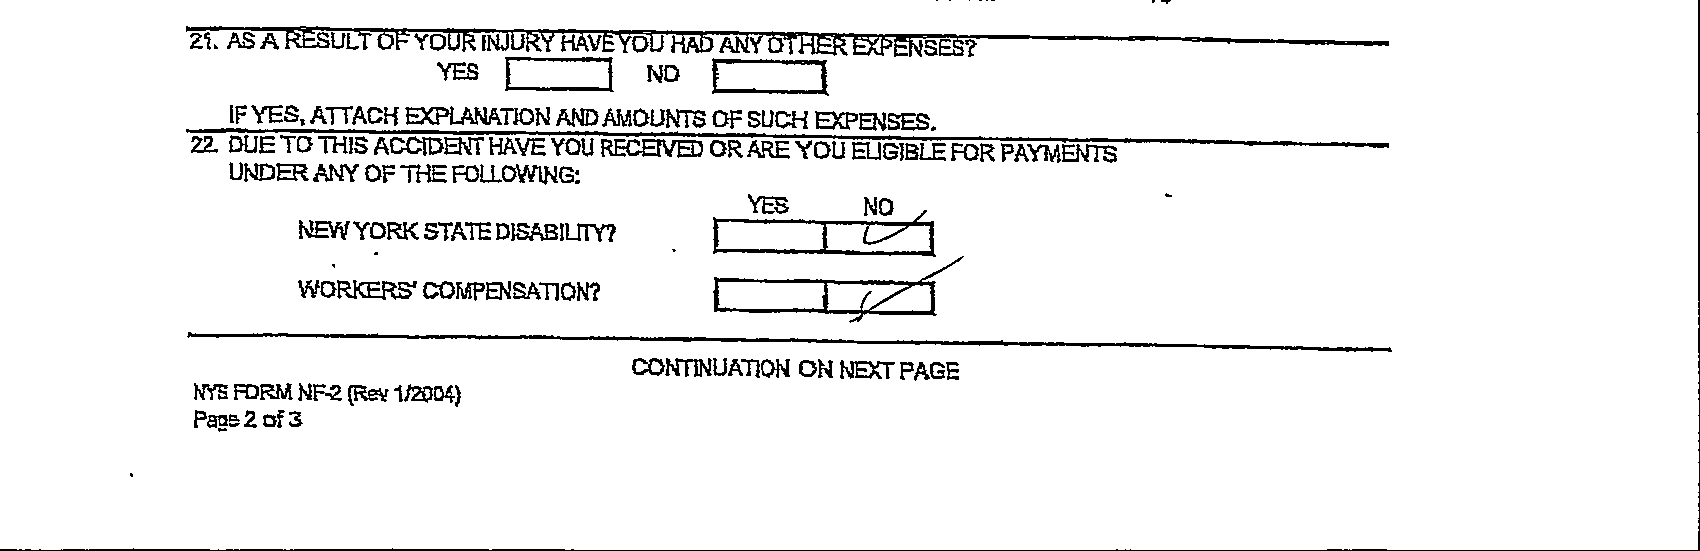 21. AS A RESULT OF YOUR INJURY HAVE YOU HAD ANY OTHER EXPENSES?
YES NO
IF YES, ATTACH EXPLANATION AND AMOUNTS OF SUCH EXPENSES.
22. DUE TO THIS ACCIDENT HAVE YOU RECEIVED OR ARE YOU ELIGIBLE FOR PAYMENTS
UNDER ANY OF THE FOLLOWING:
YES NO
NEW YORK STATE DISABILITY?
WORKERS' COMPENSATION?
CONTINUATION ON NEXT PAGE
NYS FORM NF-2 (Rev 1/2004)
Page 2 of 3